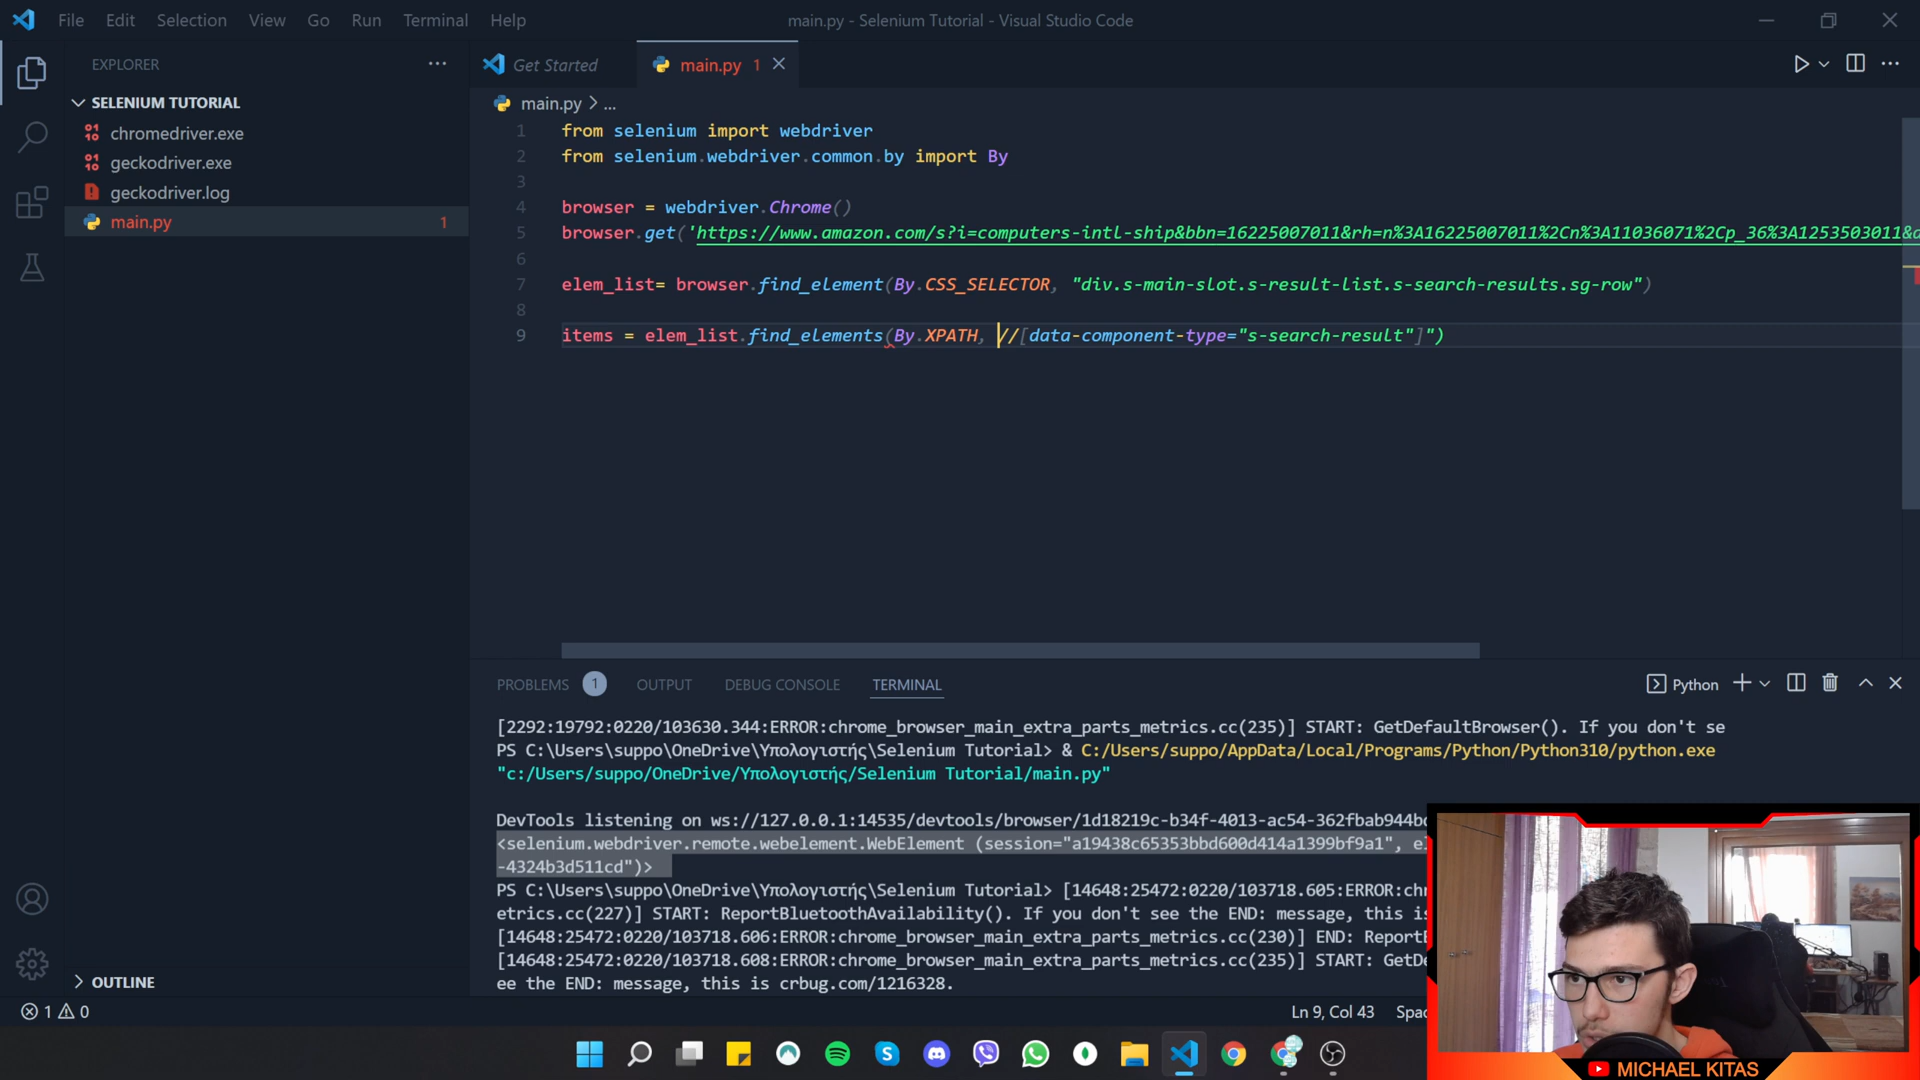 File Edit Selection View Go Run Terminal Help
main.py - Selenium Tutorial - Visual Studio Code
EXPLORER
SELENIUM TUTORIAL
chromedriver.exe
geckodriver.exe
geckodriver.log
main.py 1
OUTLINE
Get Started
main.py 1
main.py > ...
1 from selenium import webdriver
2 from selenium.webdriver.common.by import By
3
4 browser = webdriver.Chrome()
5 browser.get('https://www.amazon.com/s?i=computers-intl-ship&bbn=16225007011&rh=n%3A16225007011%2Cn%3A11036071%2Cp_36%3A1253503011&
6
7 elem_list= browser.find_element(By.CSS_SELECTOR, "div.s-main-slot.s-result-list.s-search-results.sg-row")
8
9 items = elem_list.find_elements(By.XPATH, //[data-component-type="s-search-result"]")
PROBLEMS 1 OUTPUT DEBUG CONSOLE TERMINAL
Python
[2292:19792:0220/103630.344:ERROR:chrome_browser_main_extra_parts_metrics.cc(235)] START: GetDefaultBrowser(). If you don't se
PS C:\Users\suppo\OneDrive\Υπολογιστής\Selenium Tutorial> & C:/Users/suppo/AppData/Local/Programs/Python/Python310/python.exe
"c:/Users/suppo/OneDrive/Υπολογιστής/Selenium Tutorial/main.py"
DevTools listening on ws://127.0.0.1:14535/devtools/browser/1d18219c-b34f-4013-ac54-362fbab944b
<selenium.webdriver.remote.webelement.WebElement (session="a19438c65353bbd600d414a1399bf9a1", el
-4324b3d511cd")>
PS C:\Users\suppo\OneDrive\Υπολογιστής\Selenium Tutorial> [14648:25472:0220/103718.605:ERROR:chr
etrics.cc(227)] START: ReportBluetoothAvailability(). If you don't see the END: message, this is
[14648:25472:0220/103718.606:ERROR:chrome_browser_main_extra_parts_metrics.cc(230)] END: ReportB
[14648:25472:0220/103718.608:ERROR:chrome_browser_main_extra_parts_metrics.cc(235)] START: GetDe
ee the END: message, this is crbug.com/1216328.
1 0
Ln 9, Col 43 Spac
MICHAEL KITAS